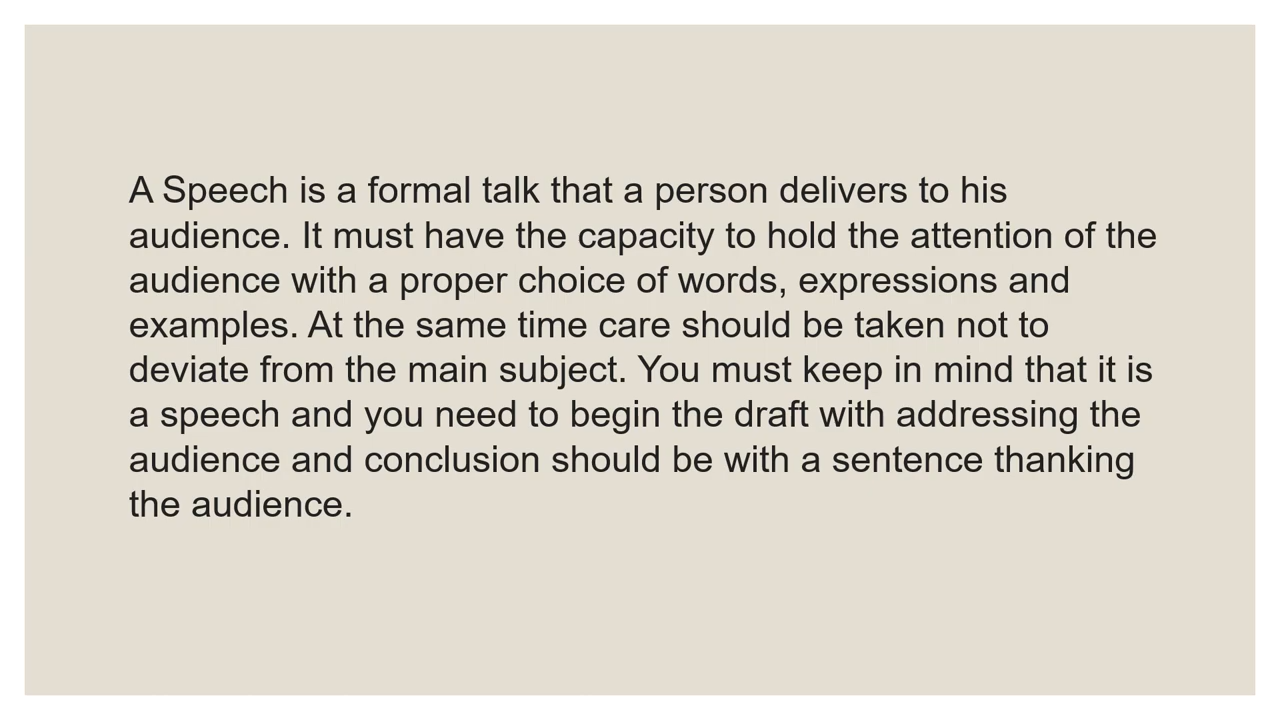 A Speech is a formal talk that a person delivers to his
audience. It must have the capacity to hold the attention of the
audience with a proper choice of words, expressions and
examples. At the same time care should be taken not to
deviate from the main subject. You must keep in mind that it is
a speech and you need to begin the draft with addressing the
audience and conclusion should be with a sentence thanking
the audience.